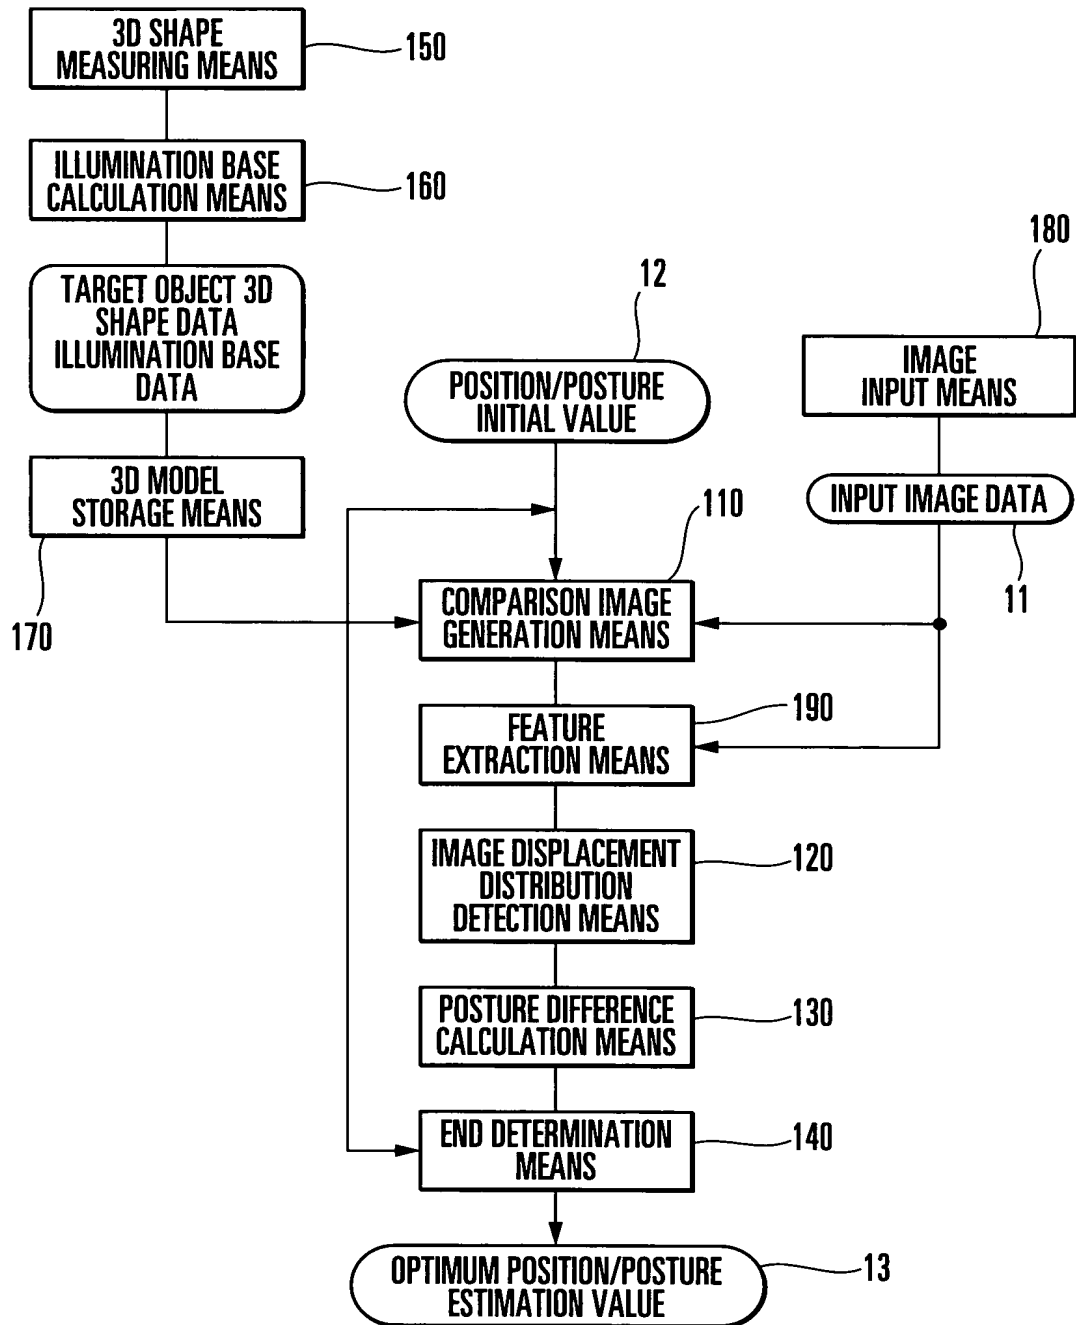 3D SHAPE
MEASURING MEANS
150
ILLUMINATION BASE
CALCULATION MEANS
160
TARGET OBJECT 3D
SHAPE DATA
ILLUMINATION BASE
DATA
3D MODEL
STORAGE MEANS
170
12
POSITION/POSTURE
INITIAL VALUE
180
IMAGE
INPUT MEANS
INPUT IMAGE DATA
11
110
COMPARISON IMAGE
GENERATION MEANS
190
FEATURE
EXTRACTION MEANS
IMAGE DISPLACEMENT
DISTRIBUTION
DETECTION MEANS
120
POSTURE DIFFERENCE
CALCULATION MEANS
130
END DETERMINATION
MEANS
140
OPTIMUM POSITION/POSTURE
ESTIMATION VALUE
13